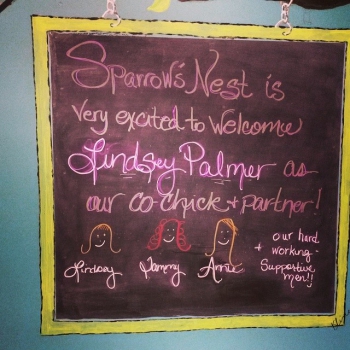 Sparrow's Nest is
very excited to welcome
Lindsey Palmer as
our co-chick + partner!
Lindsey Tammy Annie
+ our hard
working-
Supportive
men!!